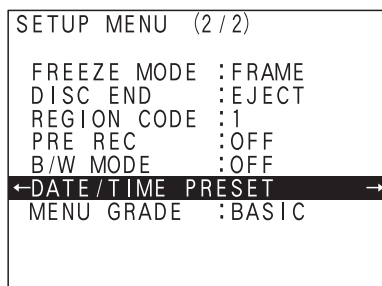 SETUP MENU (2/2)
FREEZE MODE :FRAME
DISC END :EJECT
REGION CODE :1
PRE REC :OFF
B/W MODE :OFF
←DATE/TIME PRESET →
MENU GRADE :BASIC